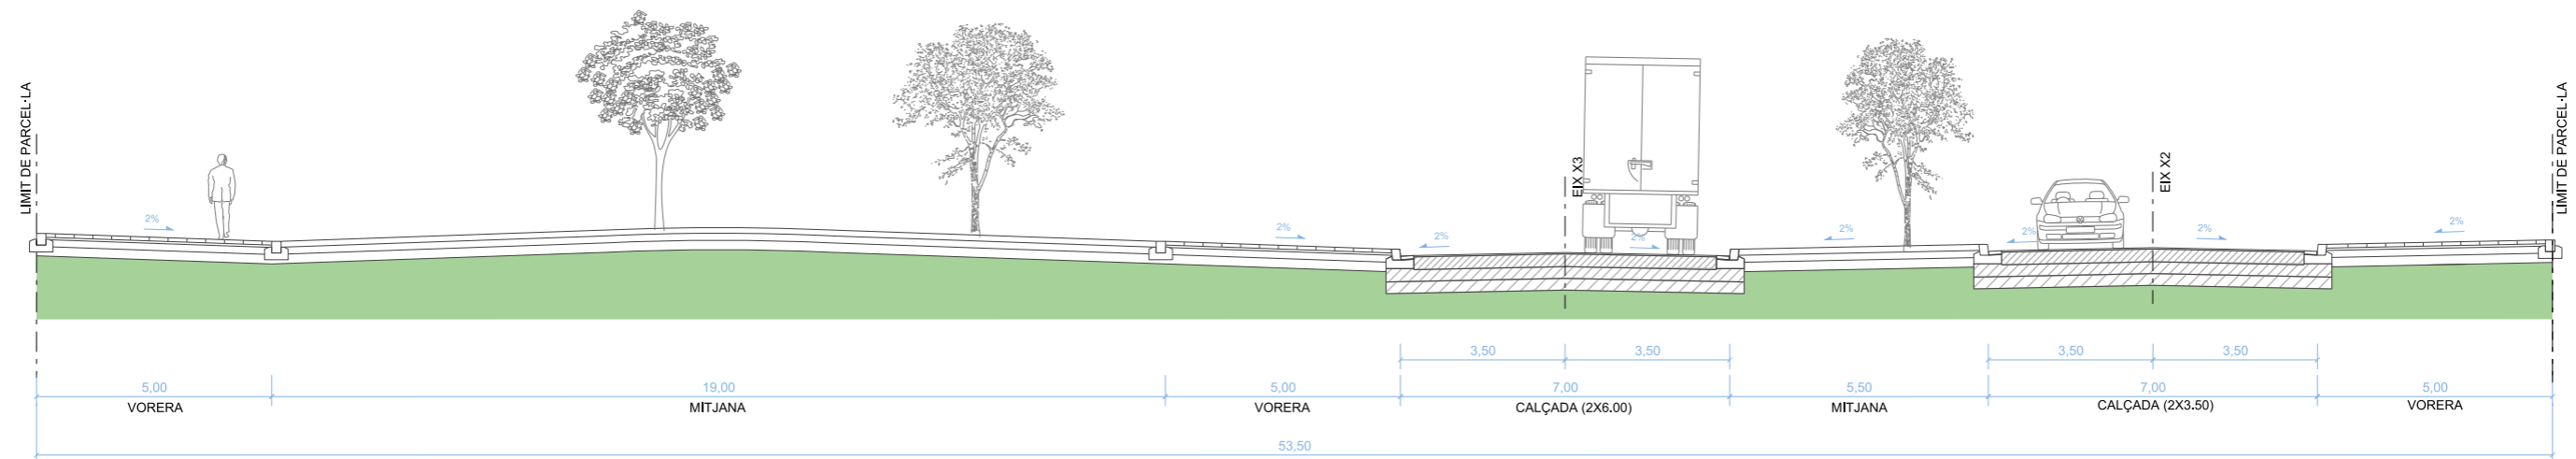 LIMIT DE PARCEL·LA
2%
2%
2%
EIX X3
2%
2%
2%
EIX X2
2%
2%
LIMIT DE PARCEL·LA
3,50
3,50
3,50
3,50
5,00
19,00
5,00
7,00
5,50
7,00
5,00
VORERA
MITJANA
VORERA
CALÇADA (2X6.00)
MITJANA
CALÇADA (2X3.50)
VORERA
53,50